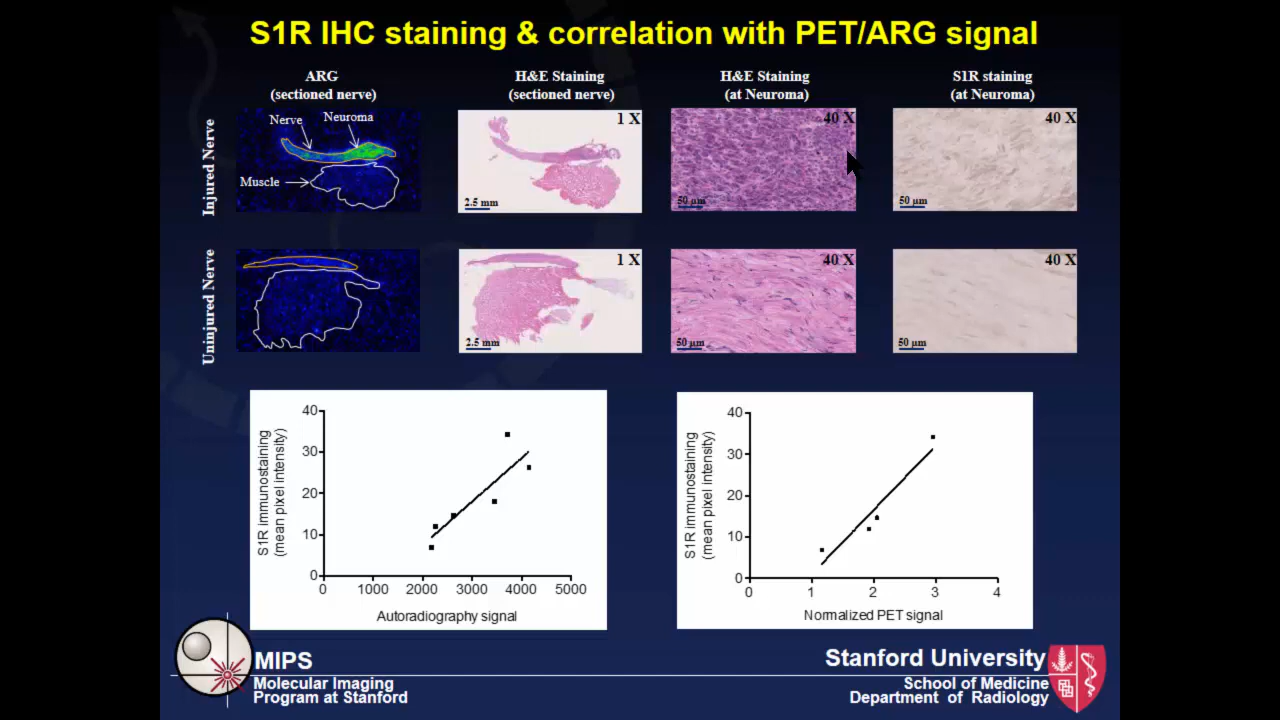 S1R IHC staining & correlation with PET/ARG signal
ARG
(sectioned nerve)
H&E Staining
(sectioned nerve)
H&E Staining
(at Neuroma)
S1R staining
(at Neuroma)
Injured Nerve
Nerve
Neuroma
Muscle
1 X
2.5 mm
40 X
50 µm
40 X
50 µm
Uninjured Nerve
1 X
2.5 mm
40 X
50 µm
40 X
50 µm
S1R immunostaining
(mean pixel intensity)
40
30
20
10
0
0 1000 2000 3000 4000 5000
Autoradiography signal
S1R immunostaining
(mean pixel intensity)
40
30
20
10
0
0 1 2 3 4
Normalized PET signal
MIPS
Molecular Imaging
Program at Stanford
Stanford University
School of Medicine
Department of Radiology